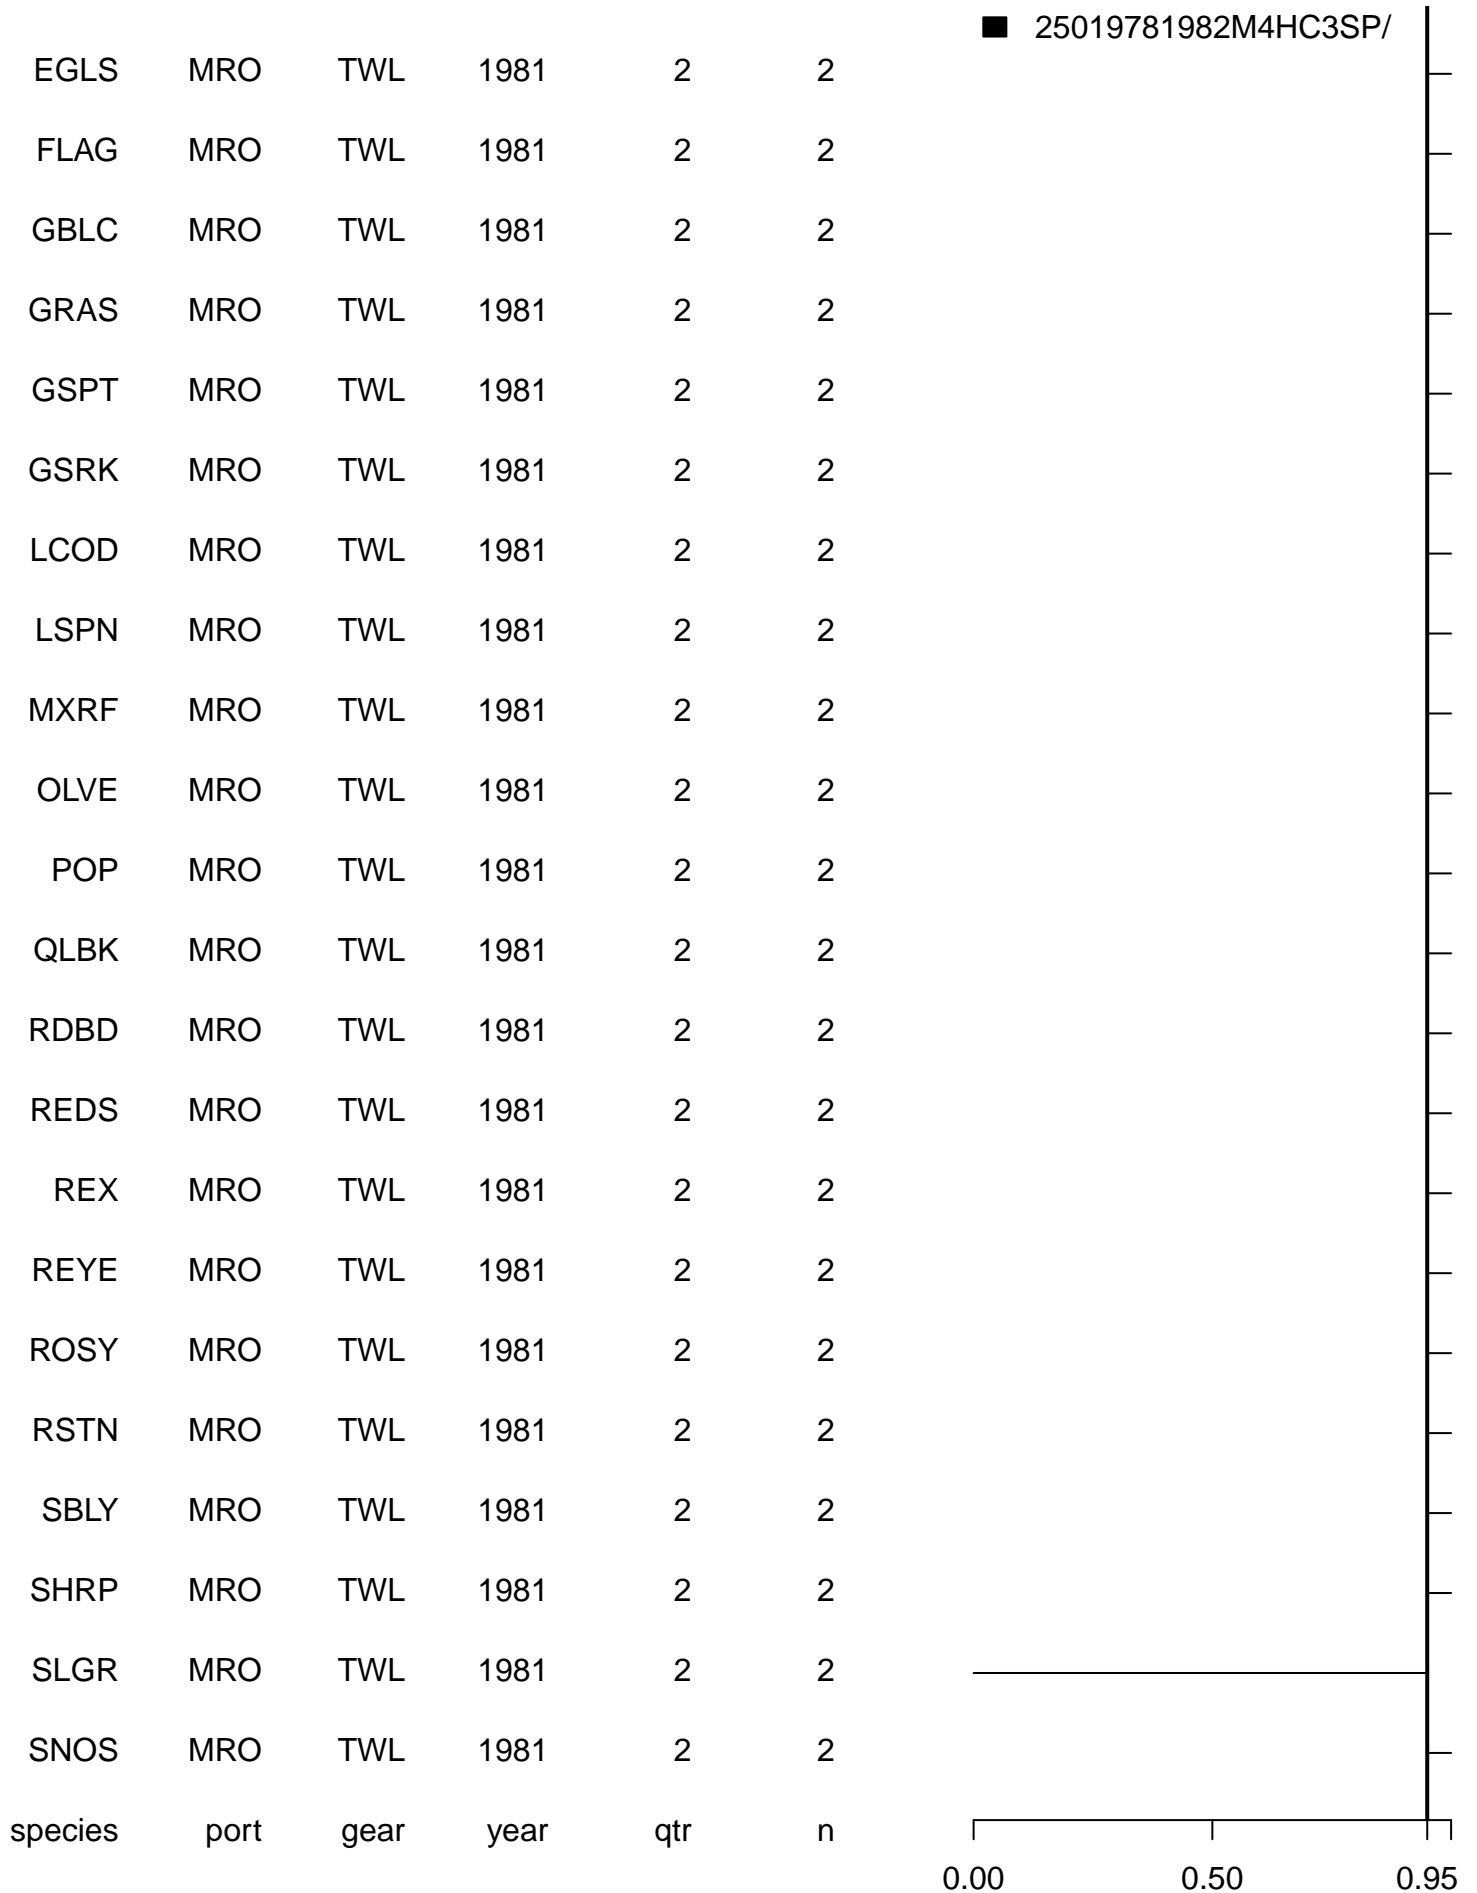 25019781982M4HC3SP/
EGLS MRO TWL 1981 2 2
FLAG MRO TWL 1981 2 2
GBLC MRO TWL 1981 2 2
GRAS MRO TWL 1981 2 2
GSPT MRO TWL 1981 2 2
GSRK MRO TWL 1981 2 2
LCOD MRO TWL 1981 2 2
LSPN MRO TWL 1981 2 2
MXRF MRO TWL 1981 2 2
OLVE MRO TWL 1981 2 2
POP MRO TWL 1981 2 2
QLBK MRO TWL 1981 2 2
RDBD MRO TWL 1981 2 2
REDS MRO TWL 1981 2 2
REX MRO TWL 1981 2 2
REYE MRO TWL 1981 2 2
ROSY MRO TWL 1981 2 2
RSTN MRO TWL 1981 2 2
SBLY MRO TWL 1981 2 2
SHRP MRO TWL 1981 2 2
SLGR MRO TWL 1981 2 2
SNOS MRO TWL 1981 2 2
species port gear year qtr n
0.00 0.50 0.95